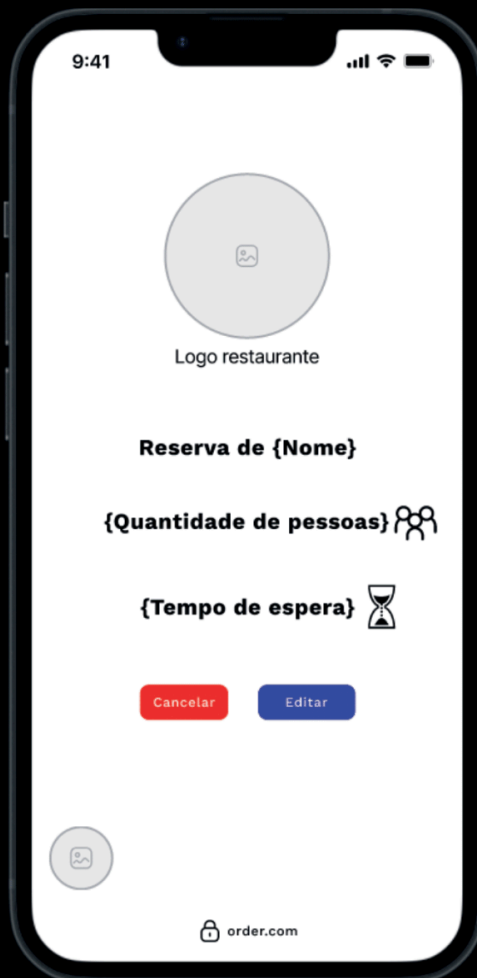 9:41
Logo restaurante
Reserva de {Nome}
{Quantidade de pessoas}
{Tempo de espera}
Cancelar Editar
order.com